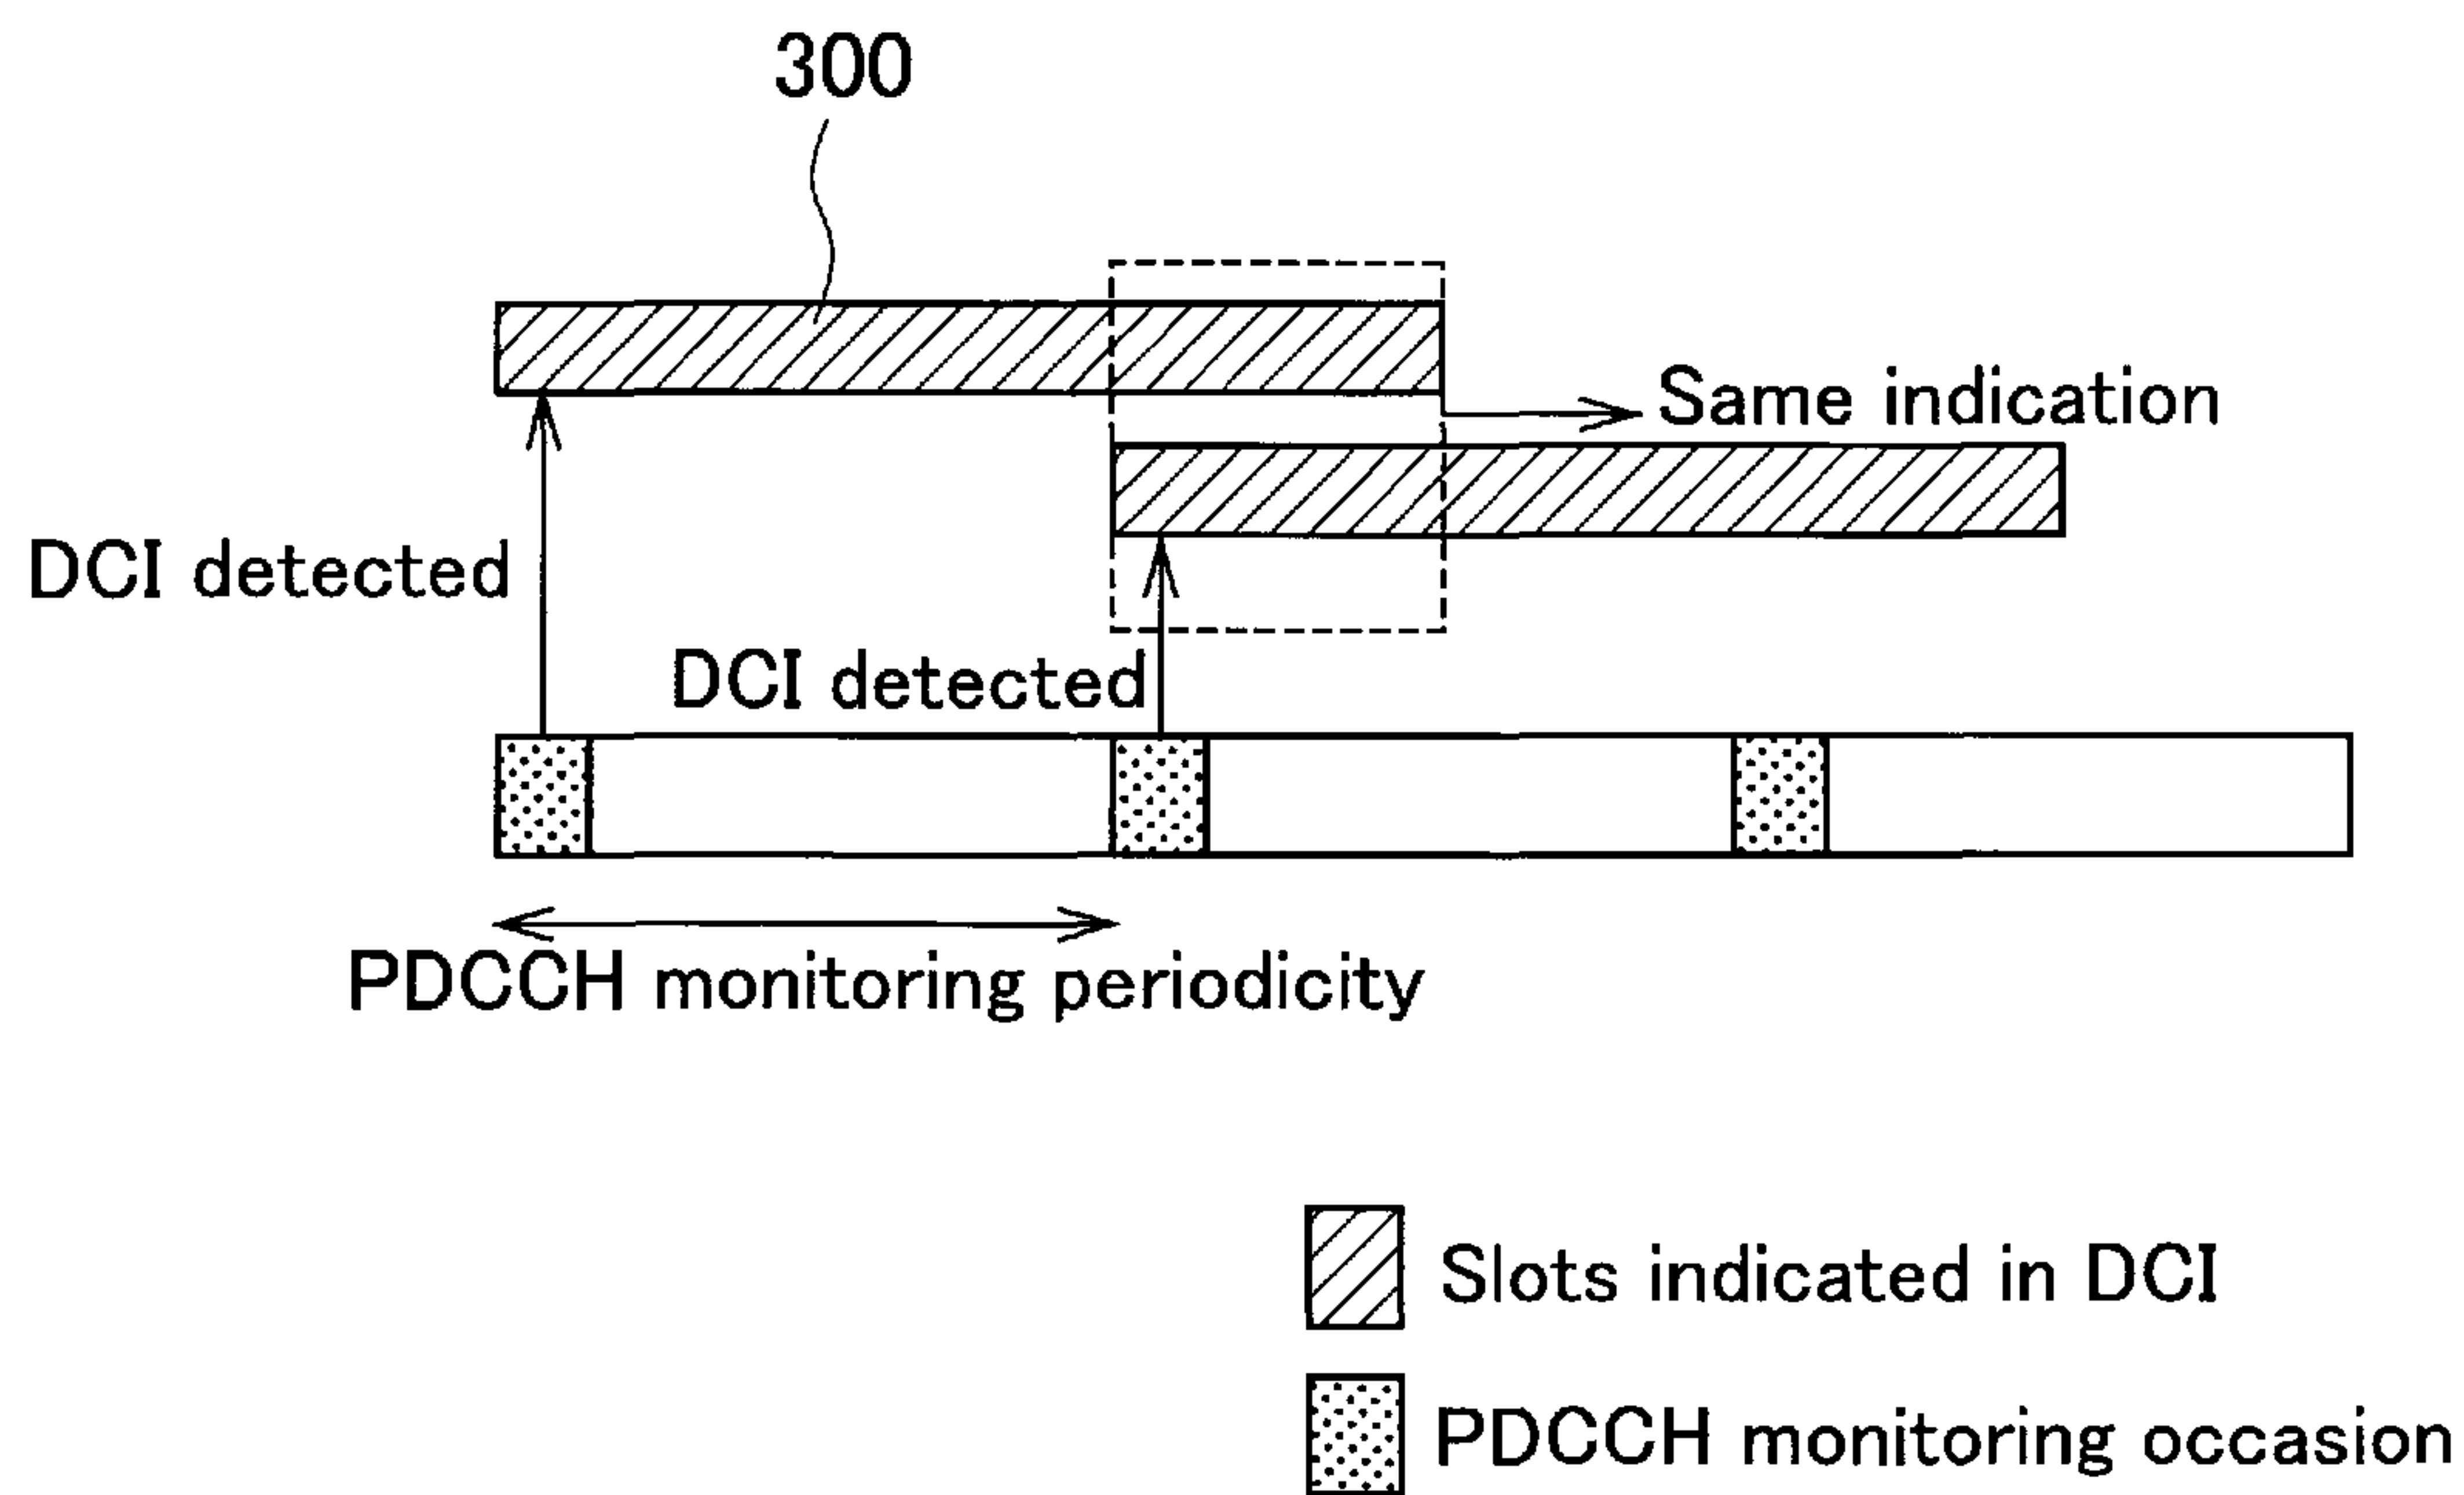 300
Same indication
DCI detected
DCI detected
PDCCH monitoring periodicity
Slots indicated in DCI
PDCCH monitoring occasion